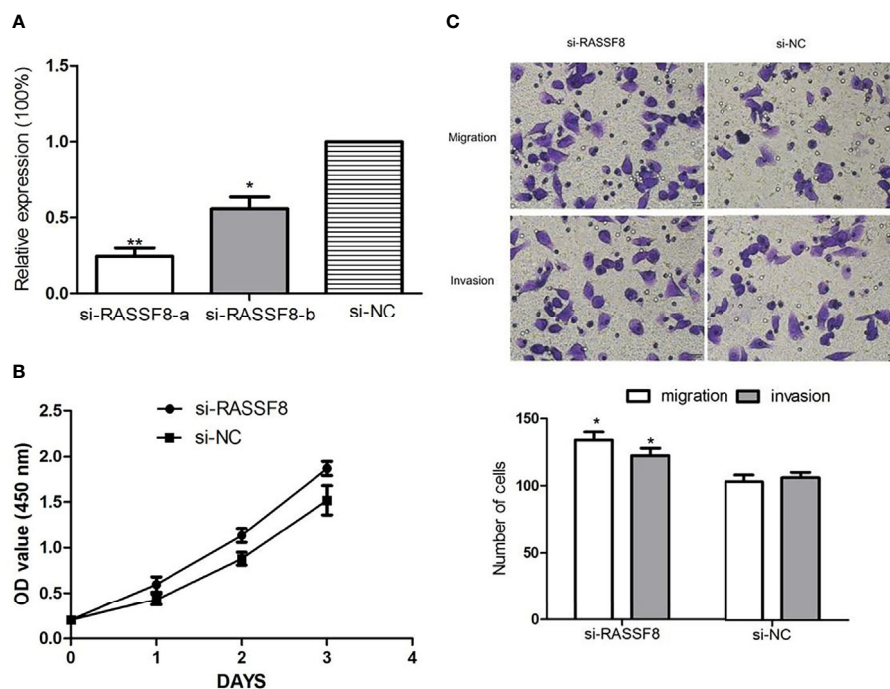 A
Relative expression (100%)
1.5
1.0
0.5
0.0
**
*
si-RASSF8-a
si-RASSF8-b
si-NC
B
si-RASSF8
si-NC
OD value (450 nm)
2.5
2.0
1.5
1.0
0.5
0.0
0
1
2
3
4
DAYS
C
si-RASSF8
si-NC
Migration
Invasion
migration
invasion
Number of cells
150
100
50
0
*
*
si-RASSF8
si-NC